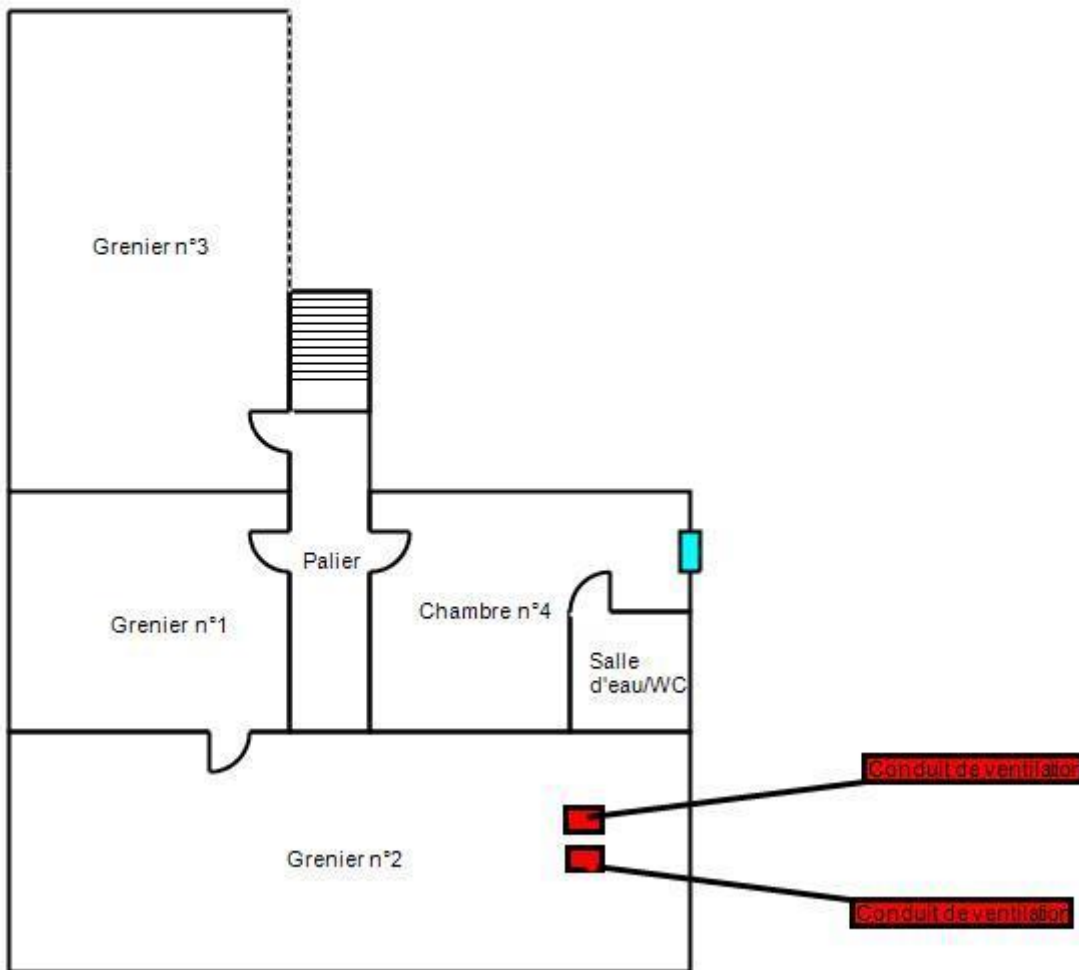 Grenier n°3
Palier
Chambre n°4
Grenier n°1
Salle
d'eau/WC
Conduit de ventilation
Grenier n°2
Conduit de ventilation